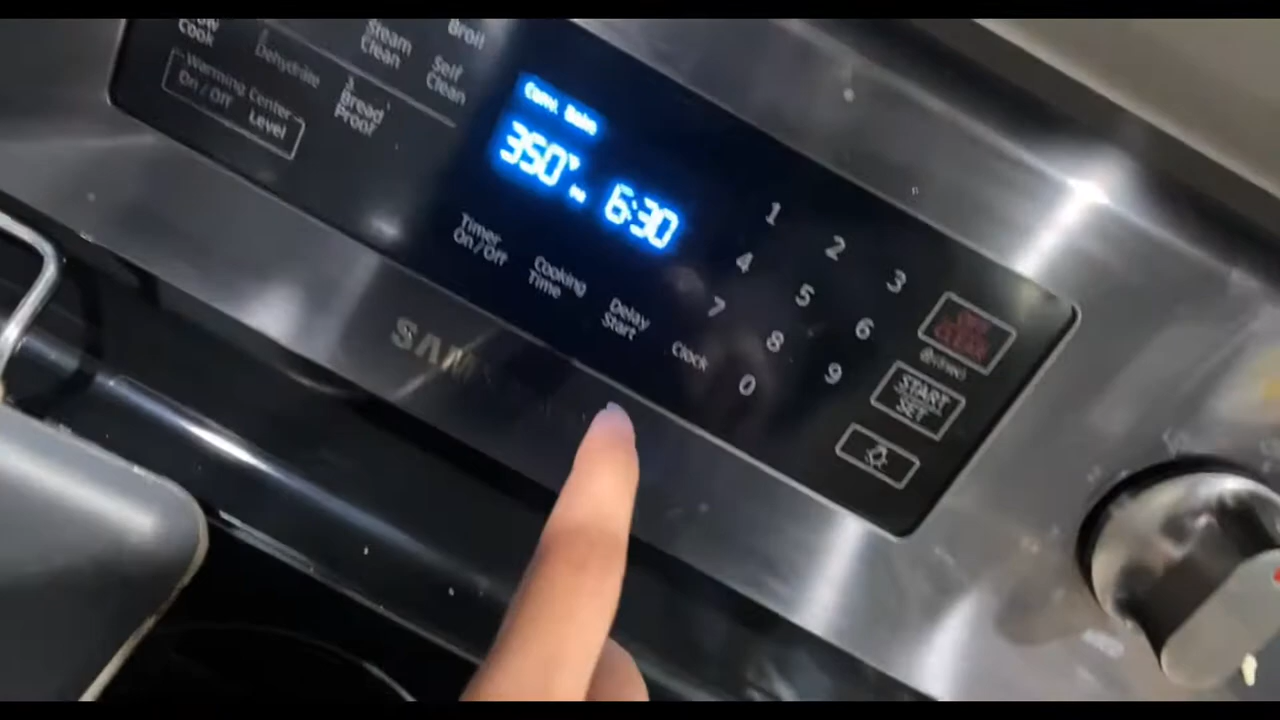 Cook
Dehydrate
Steam
Clean
Broil
Self
Clean
Warming Center
On / Off
Level
Bread
Proof
Conv. Bake
350°
6:30
Timer
On / Off
Cooking
Time
Delay
Start
Clock
1
2
3
4
5
6
7
8
9
0
START
SET
SAM